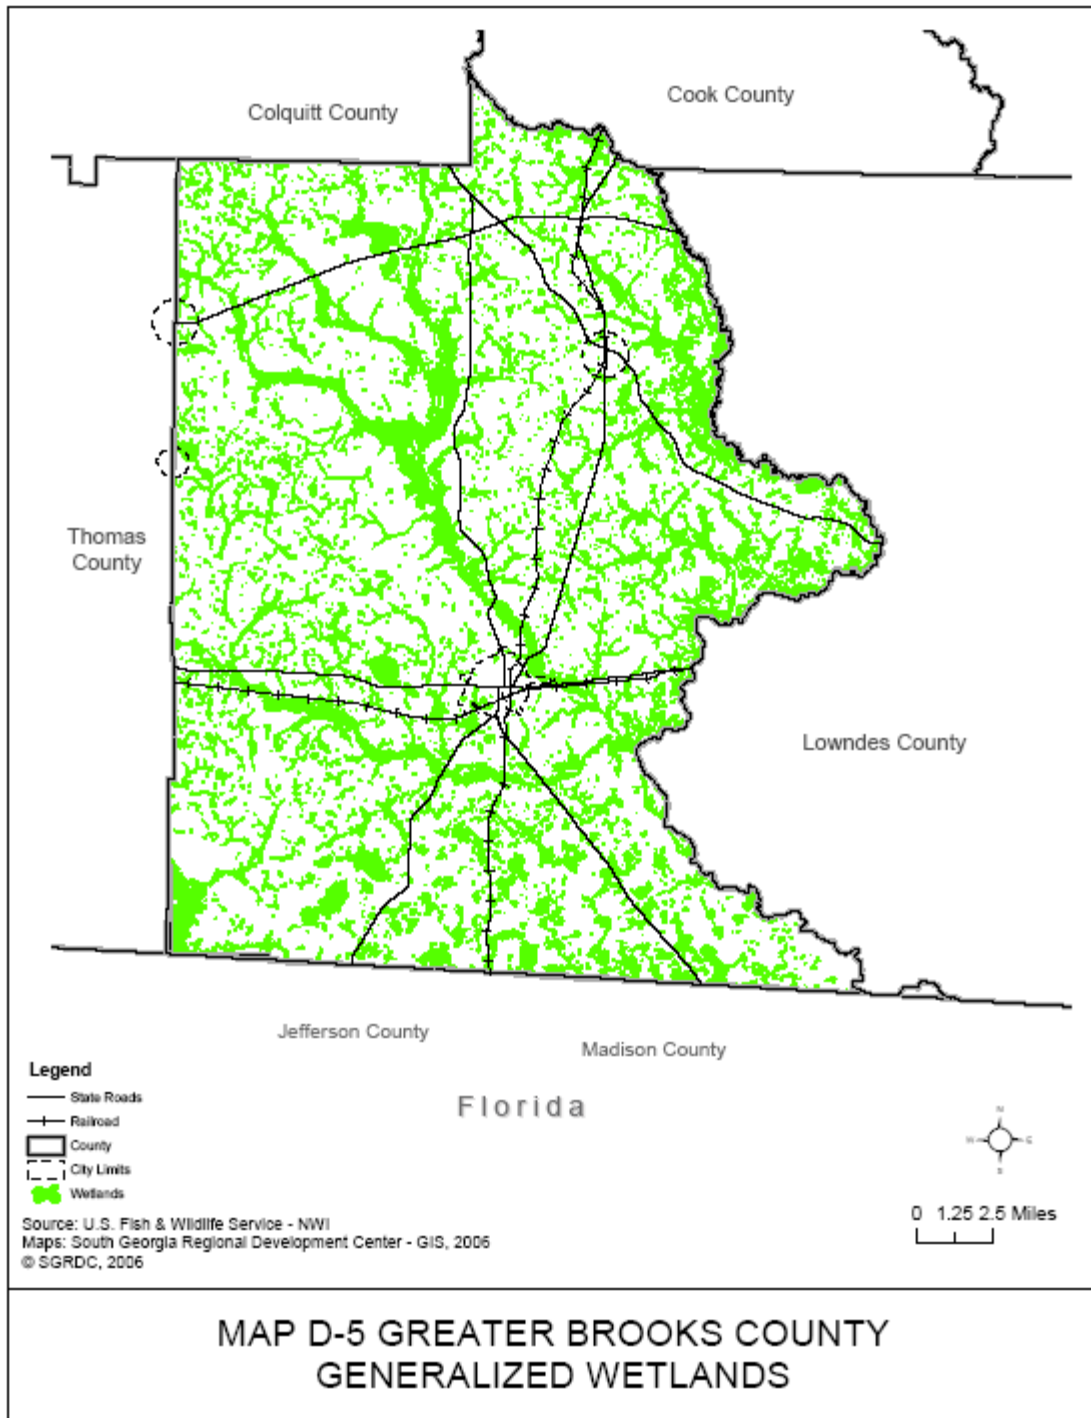 Colquitt County
Cook County
Thomas
County
Lowndes County
Jefferson County
Madison County
Florida
Legend
State Roads
Railroad
County
City Limits
Wetlands
N
W
E
S
0 1.25 2.5 Miles
Source: U.S. Fish & Wildlife Service - NWI
Maps: South Georgia Regional Development Center - GIS, 2006
© SGRDC, 2006
MAP D-5 GREATER BROOKS COUNTY
GENERALIZED WETLANDS